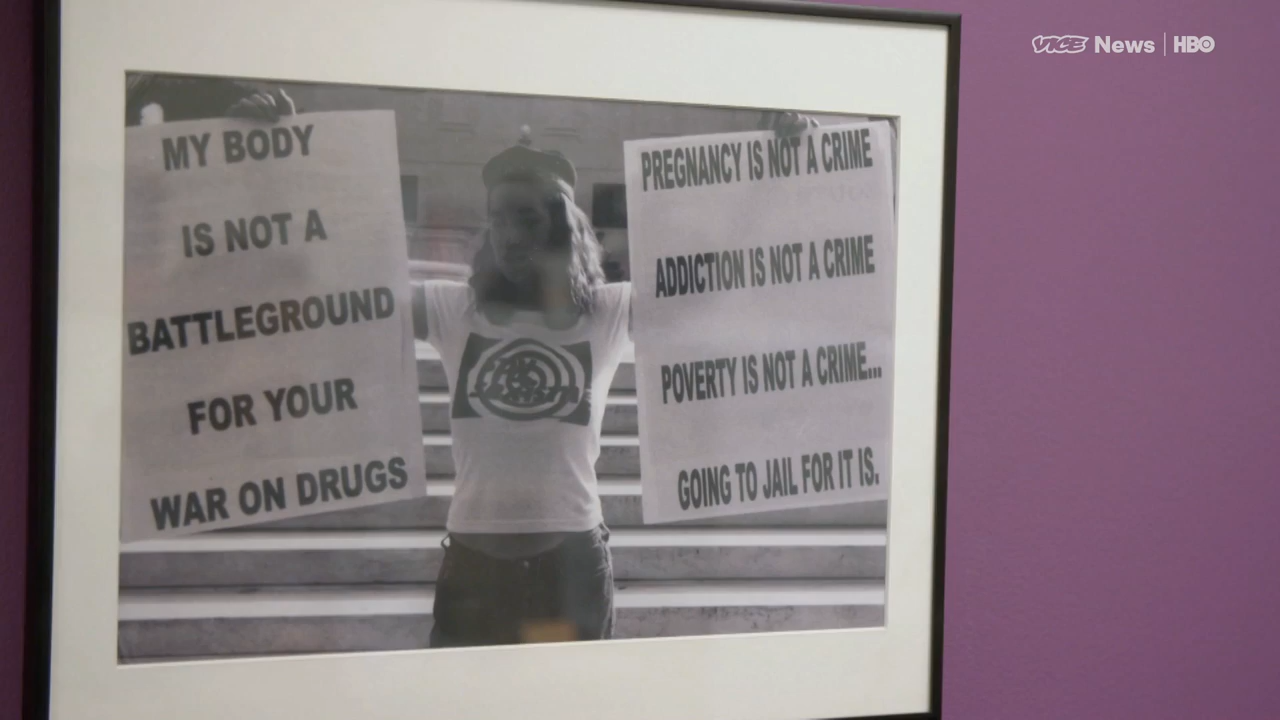 VICE News | HBO
MY BODY
IS NOT A
BATTLEGROUND
FOR YOUR
WAR ON DRUGS
PREGNANCY IS NOT A CRIME
ADDICTION IS NOT A CRIME
POVERTY IS NOT A CRIME...
GOING TO JAIL FOR IT IS.